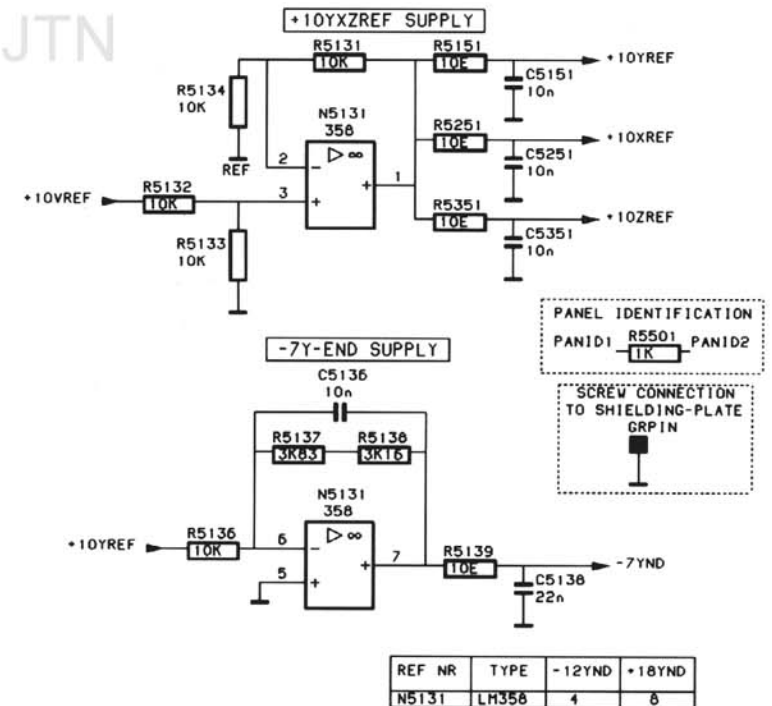 JTN
+10YXZREF SUPPLY
R5131
10K
R5151
10E
+10YREF
C5151
10n
R5134
10K
N5131
358
R5251
10E
+10XREF
C5251
10n
REF
2
3
1
▷ ∞
-
+
+
+10VREF
R5132
10K
R5351
10E
+10ZREF
C5351
10n
R5133
10K
PANEL IDENTIFICATION
PANID1
R5501
1K
PANID2
-7Y-END SUPPLY
C5136
10n
SCREW CONNECTION
TO SHIELDING-PLATE
GRPIN
R5137
3K83
R5138
3K16
N5131
358
+10YREF
R5136
10K
6
5
7
▷ ∞
-
+
+
R5139
10E
-7YND
C5138
22n
REF NR TYPE -12YND +18YND
N5131 LM358 4 8